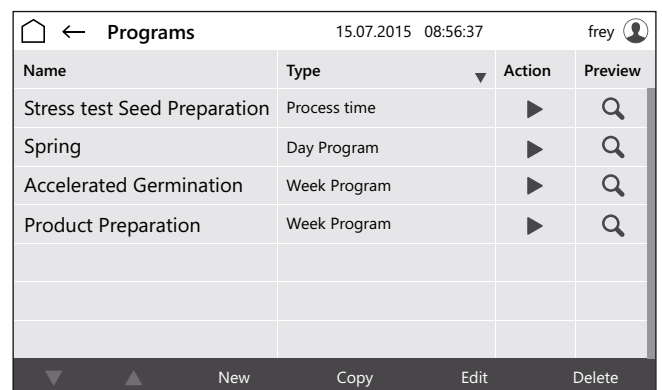 Programs 15.07.2015 08:56:37 frey
Name Type Action Preview
Stress test Seed Preparation Process time
Spring Day Program
Accelerated Germination Week Program
Product Preparation Week Program
New Copy Edit Delete